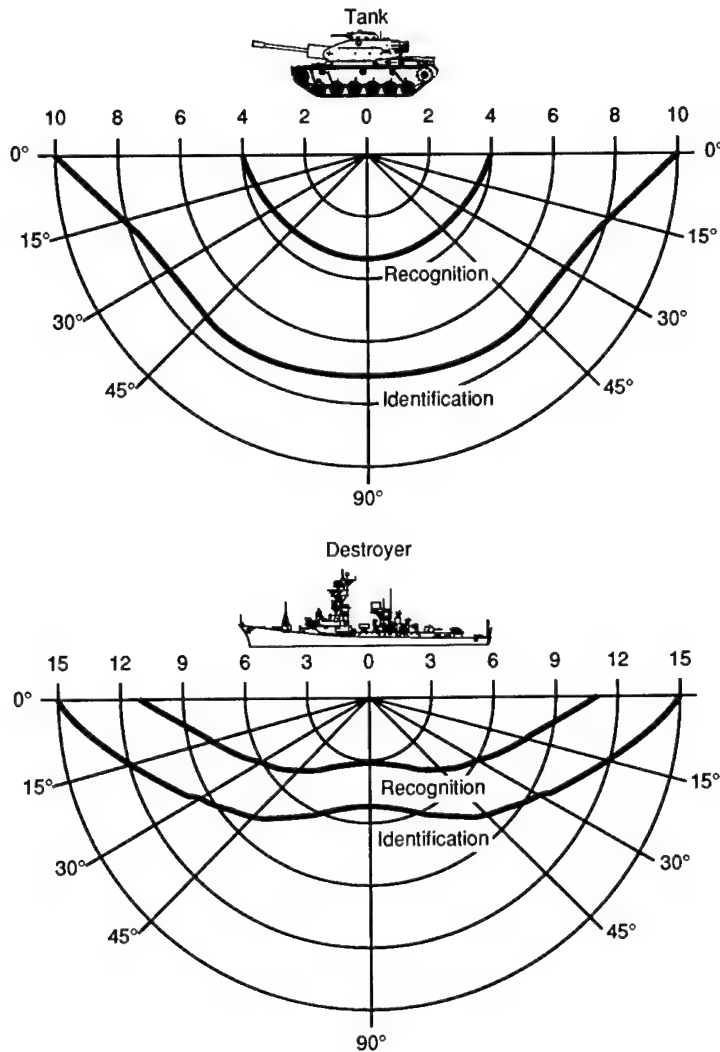 Tank
10 8 6 4 2 0 2 4 6 8 10
0° 0°
15° 15°
Recognition
30° 30°
45° Identification 45°
90°
Destroyer
15 12 9 6 3 0 3 6 9 12 15
0° 0°
15° Recognition 15°
Identification
30° 30°
45° 45°
90°